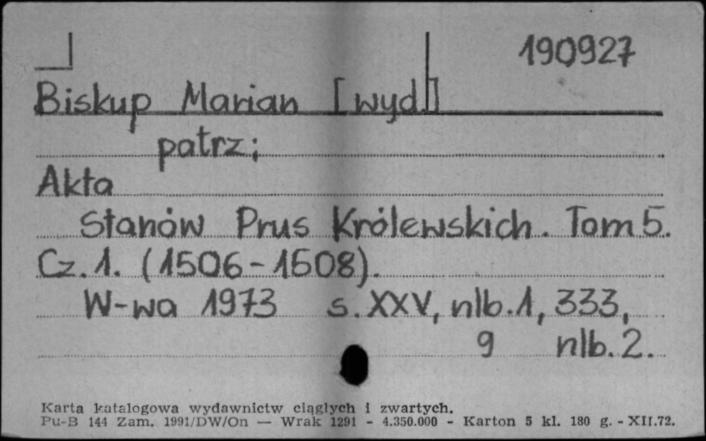 190927
Biskup Marian [wyd.]
patrz;
Akta
Stanów Prus Królewskich. Tom 5.
Cz.1. (1506-1508).
W-wa 1973 s. XXV, nlb.1, 333,
9 nlb.2.
Karta katalogowa wydawnictw ciągłych i zwartych.
Pu-B 144 Zam. 1991/DW/On — Wrak 1291 - 4.350.000 - Karton 5 kl. 180 g. - XII.72.